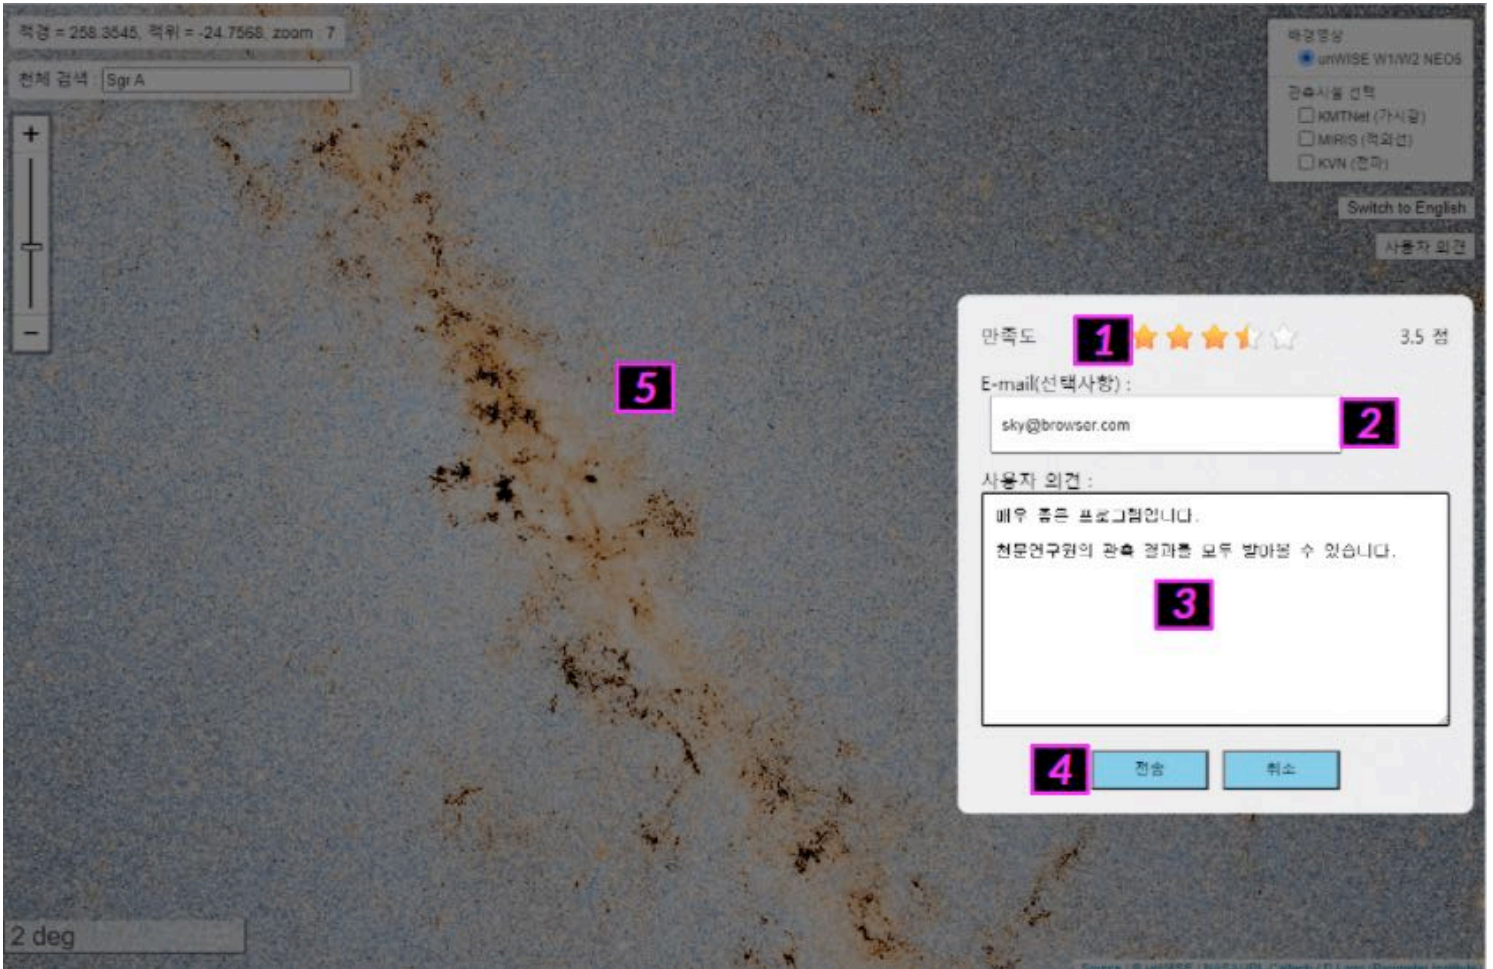 적경 = 258.3545, 적위 = -24.7568, zoom 7
천체 검색 : Sgr A
+
−
배경영상
unWISE W1/W2 NEO6
관측시설 선택
KMTNet (가시광)
MIRIS (적외선)
KVN (전파)
Switch to English
사용자 의견
만족도 1 3.5 점
E-mail(선택사항) :
sky@browser.com 2
5
사용자 의견 :
매우 좋은 프로그램입니다.
천문연구원의 관측 결과를 모두 받아볼 수 있습니다.
3
4 전송 취소
2 deg